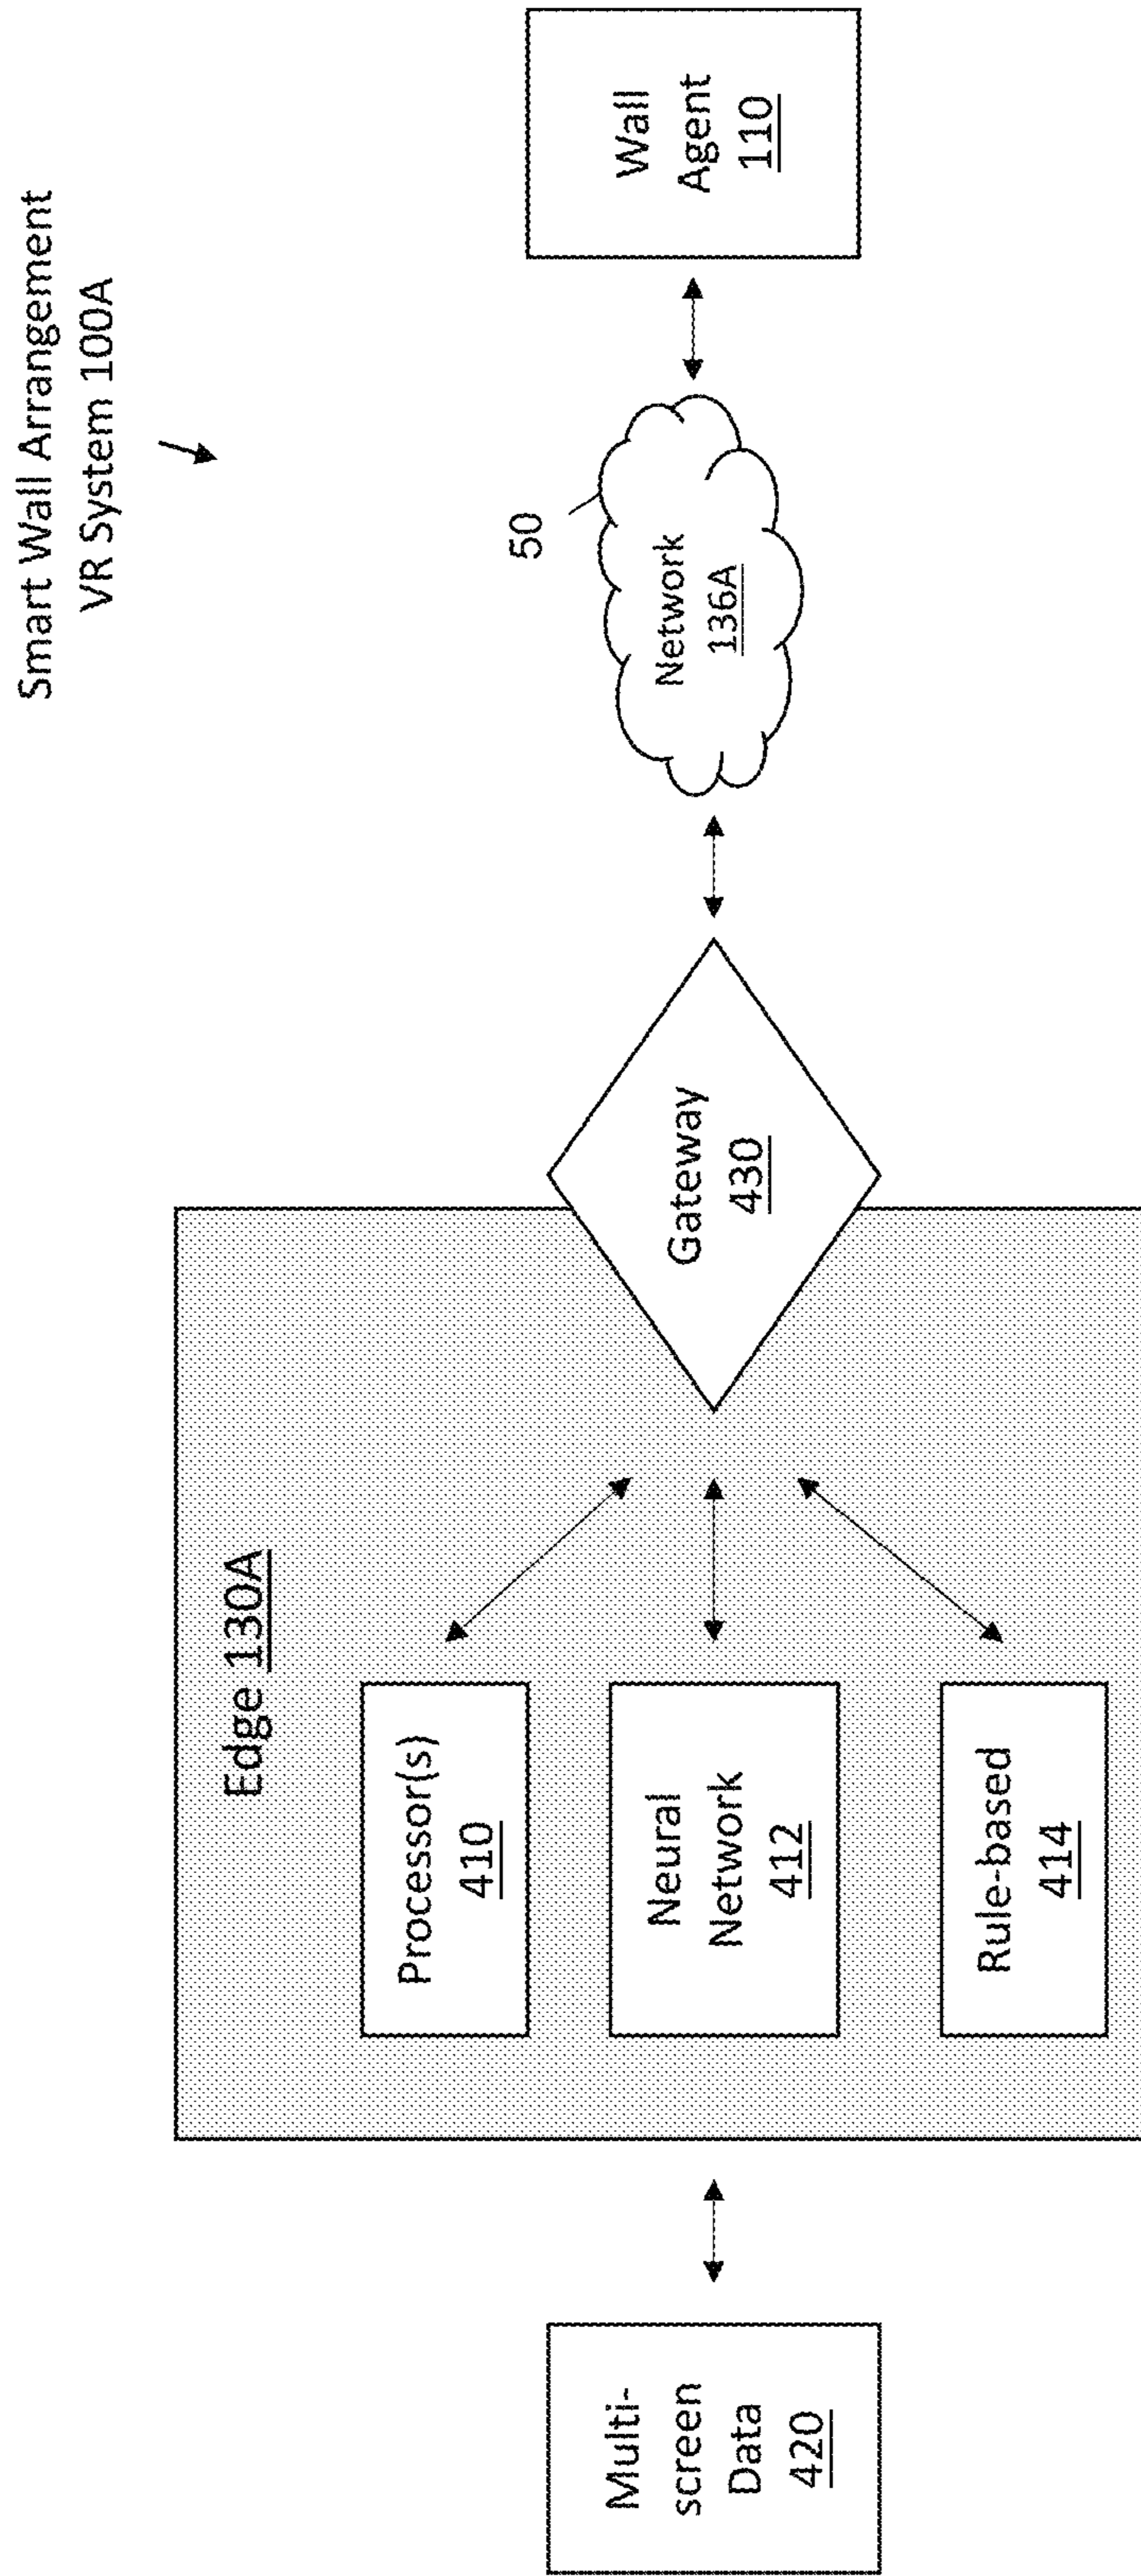 Smart Wall Arrangement
VR System 100A
Edge 130A
Multi-
screen
Data
420
Processor(s)
410
Neural
Network
412
Rule-based
414
Gateway
430
50
Network
136A
Wall
Agent
110